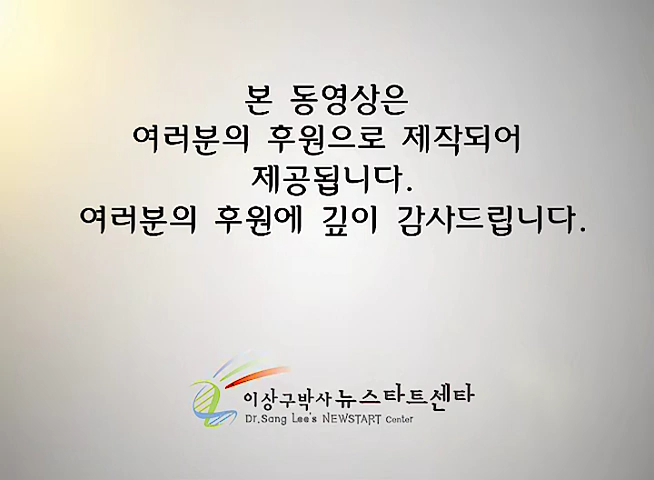 본 동영상은
여러분의 후원으로 제작되어
제공됩니다.
여러분의 후원에 깊이 감사드립니다.
이상구박사뉴스타트센타
Dr.Sang Lee's NEWSTART Center